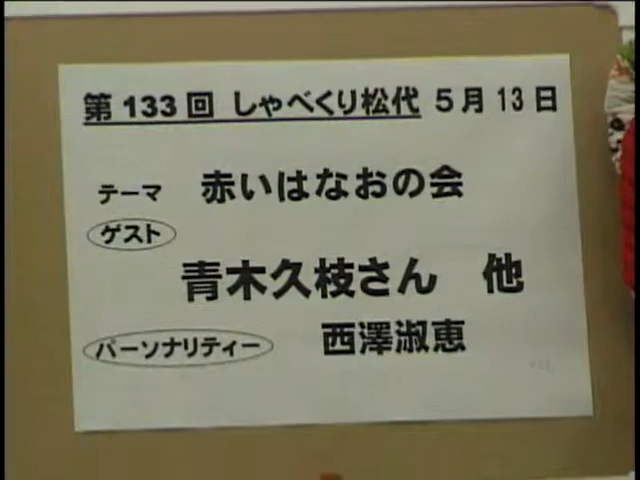 第133回 しゃべくり松代 5月13日
テーマ 赤いはなおの会
ゲスト
青木久枝さん 他
パーソナリティー 西澤淑恵